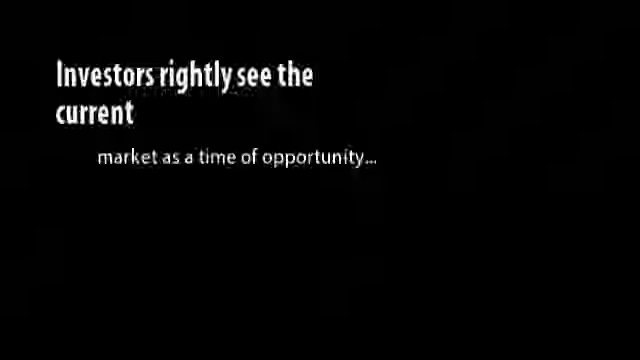 Investors rightly see the
current
market as a time of opportunity...